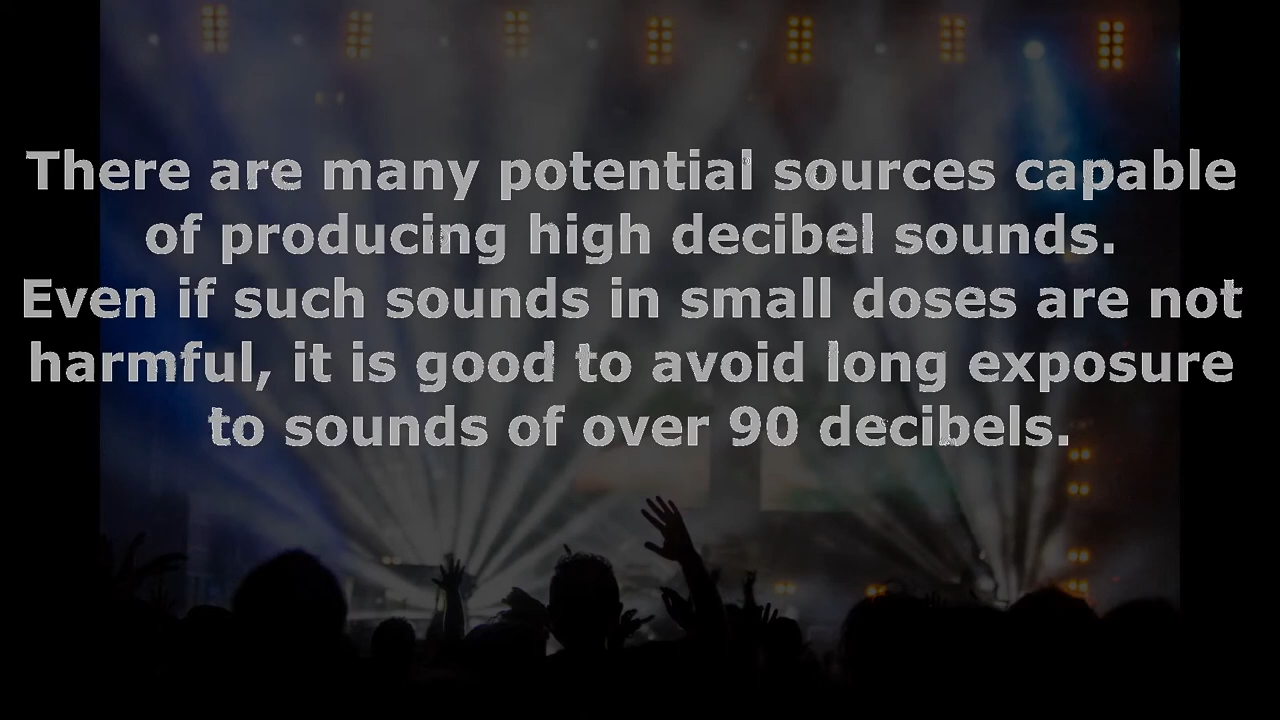 There are many potential sources capable
of producing high decibel sounds.
Even if such sounds in small doses are not
harmful, it is good to avoid long exposure
to sounds of over 90 decibels.